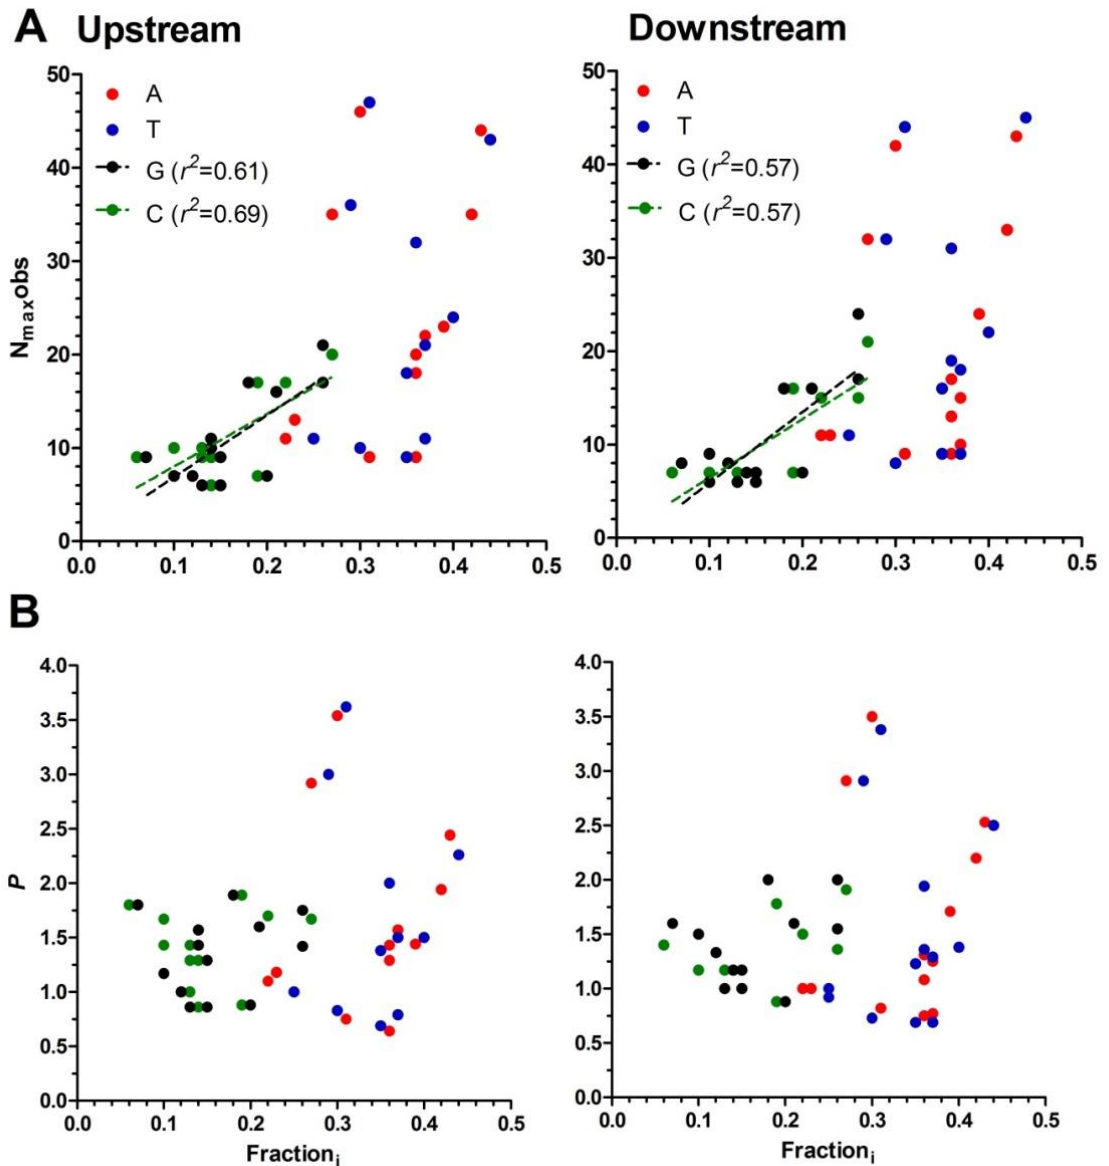 A Upstream
Downstream
50
40
30
20
10
0
N_max obs
A
T
G (r²=0.61)
C (r²=0.69)
0.0 0.1 0.2 0.3 0.4 0.5
50
40
30
20
10
0
A
T
G (r²=0.57)
C (r²=0.57)
0.0 0.1 0.2 0.3 0.4 0.5
B
4.0
3.5
3.0
2.5
2.0
1.5
1.0
0.5
0.0
P
0.0 0.1 0.2 0.3 0.4 0.5
Fraction_i
4.0
3.5
3.0
2.5
2.0
1.5
1.0
0.5
0.0
0.0 0.1 0.2 0.3 0.4 0.5
Fraction_i